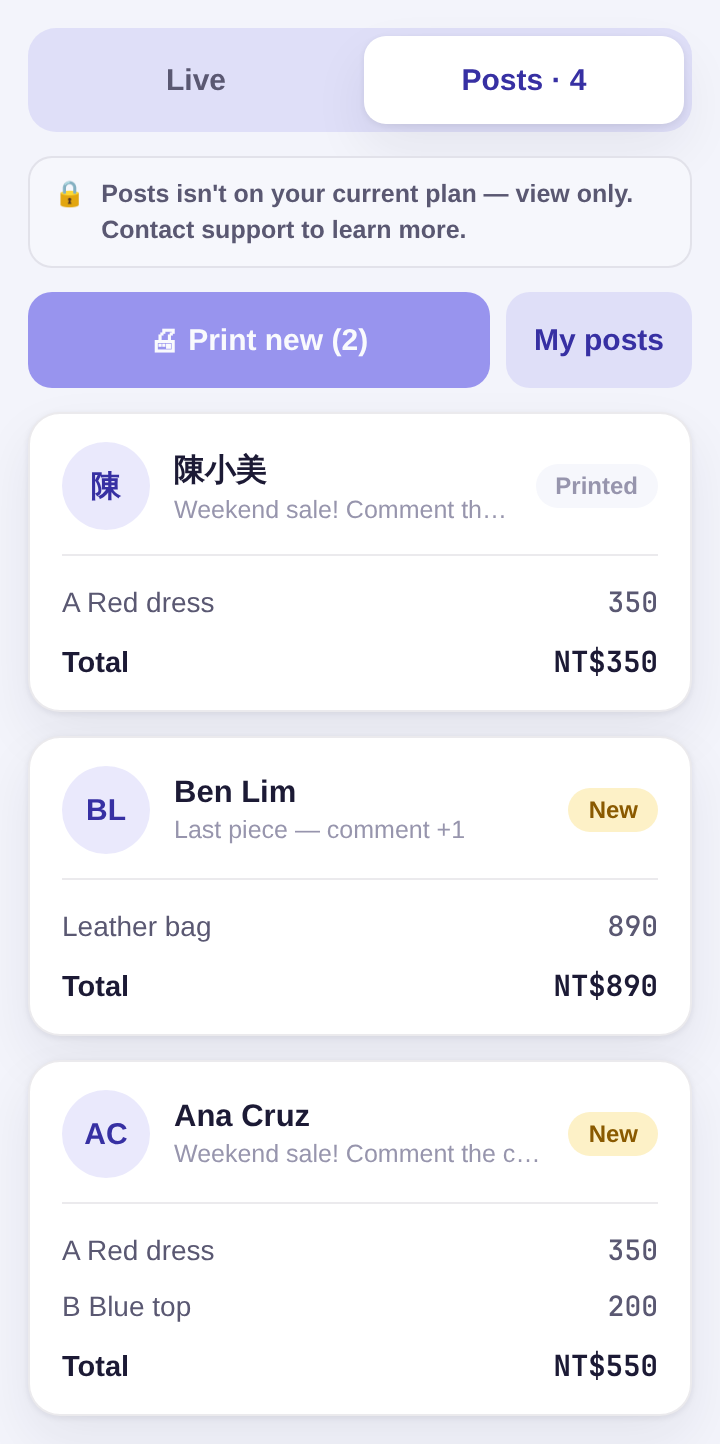 Live
Posts · 4
🔒 Posts isn't on your current plan — view only.
Contact support to learn more.
🖨 Print new (2)
My posts
陳
陳小美
Weekend sale! Comment th…
Printed
A Red dress 350
Total NT$350
BL
Ben Lim
Last piece — comment +1
New
Leather bag 890
Total NT$890
AC
Ana Cruz
Weekend sale! Comment the c…
New
A Red dress 350
B Blue top 200
Total NT$550